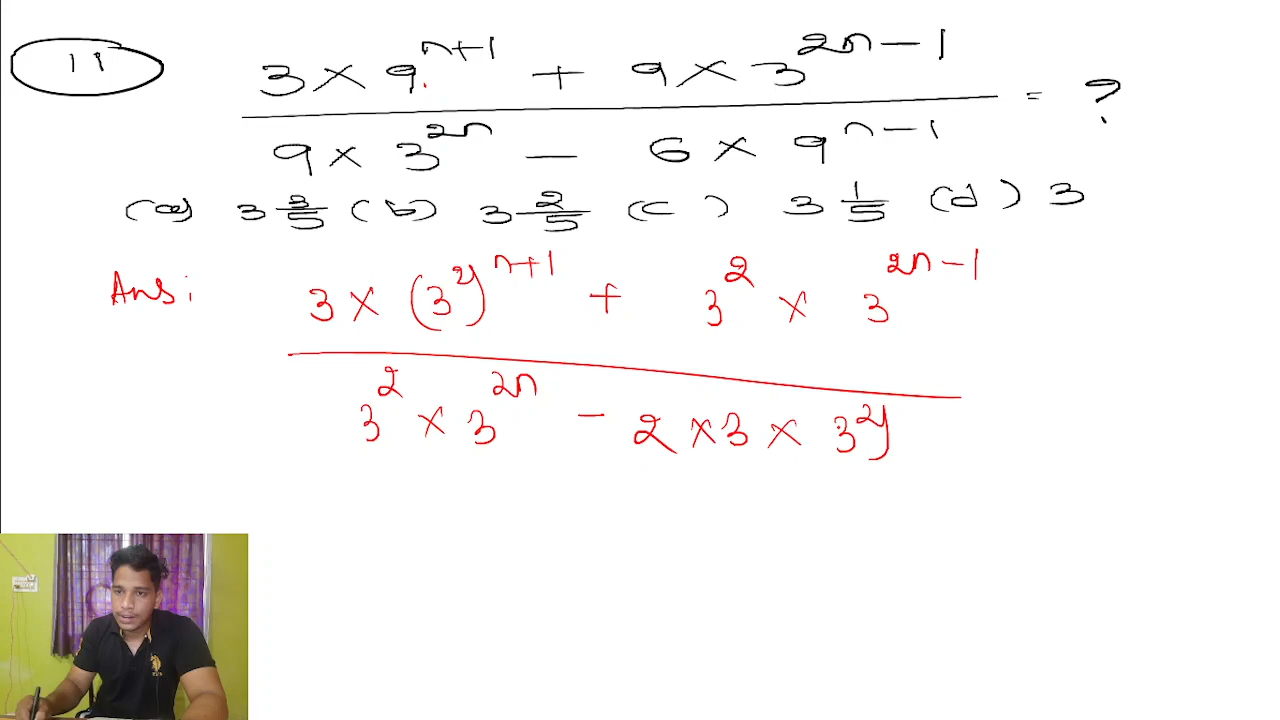 11
3 × 9^{n+1} + 9 × 3^{2n-1}
9 × 3^{2n} - 6 × 9^{n-1} = ?
(a) 3 3/5 (b) 3 2/5 (c) 3 1/5 (d) 3
Ans: 3 × (3^2)^{n+1} + 3^2 × 3^{2n-1}
3^2 × 3^{2n} - 2 × 3 × 3^2)